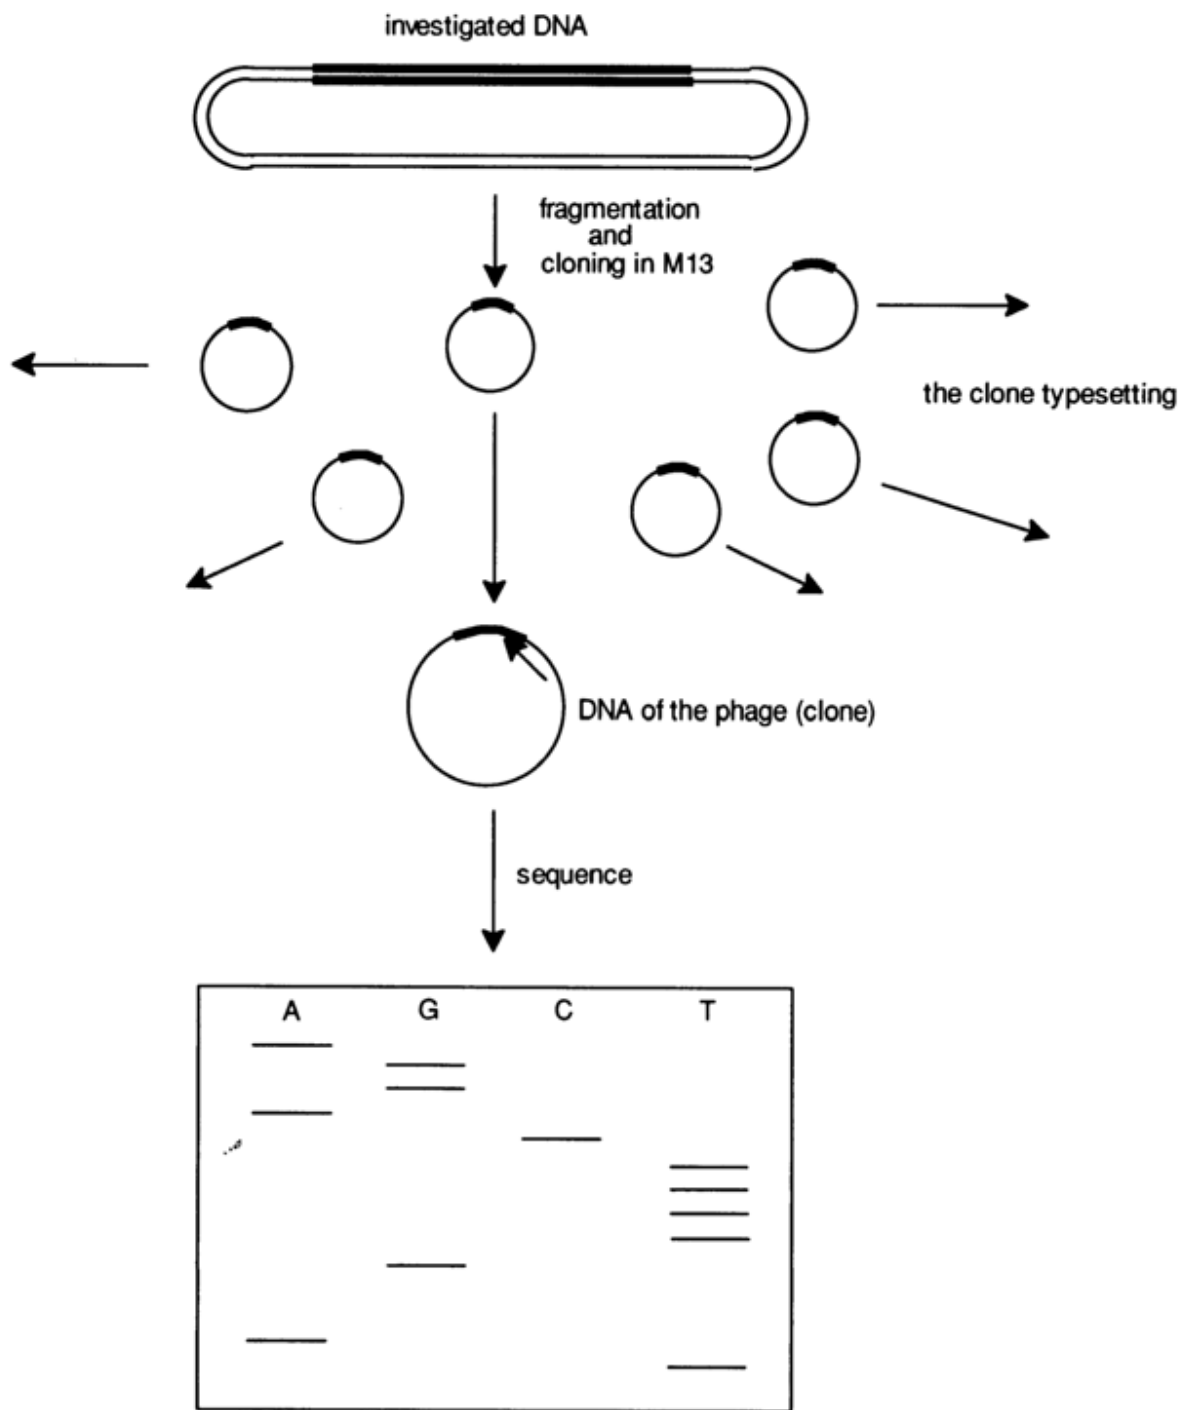 investigated DNA
fragmentation
and
cloning in M13
the clone typesetting
DNA of the phage (clone)
sequence
A G C T